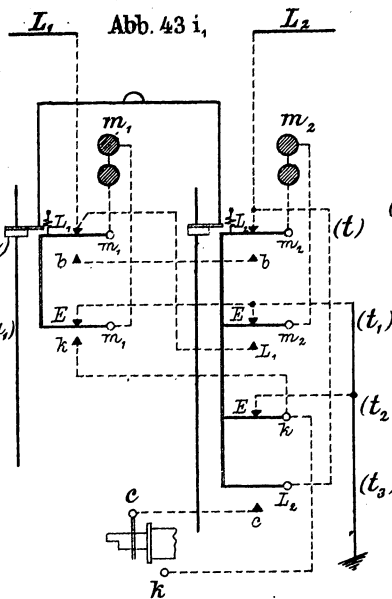 L₁ Abb. 43 i, L₂
m₁ m₂
L₁ m₁ L₂ m₂ (t)
b b
E m₁ E m₂ (t₁)
k L₁
E k (t₂
L₂ (t₃)
c c
k